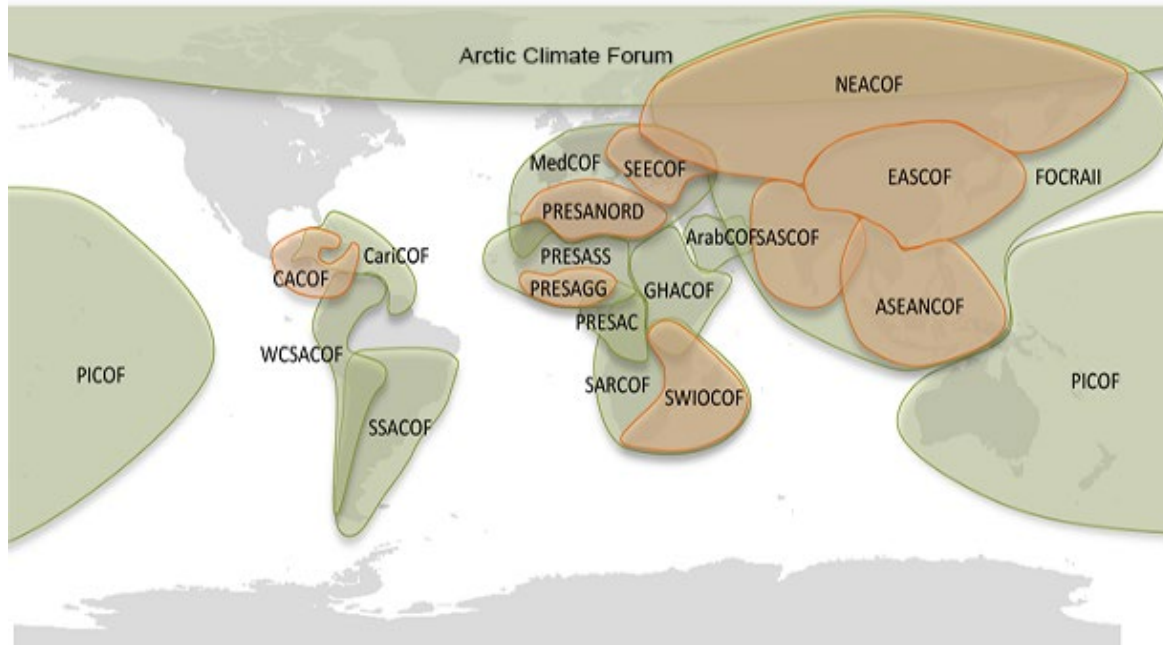 Arctic Climate Forum
NEACOF
MedCOF
SEECOF
EASCOF
FOCRAII
PRESANORD
ArabCOF
SASCOF
CariCOF
PRESASS
CACOF
PRESAGG
GHACOF
ASEANCOF
PRESAC
WCSACOF
PICOF
SARCOF
SWIOCOF
PICOF
SSACOF